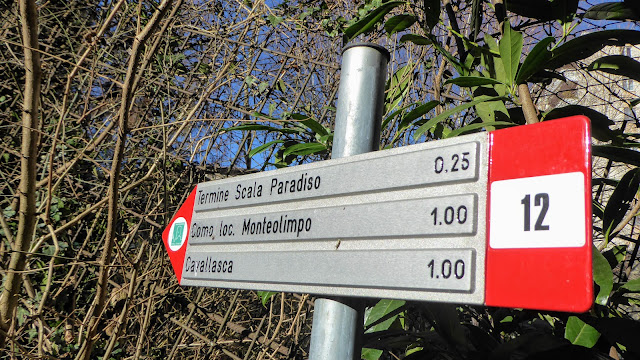 Termine Scala Paradiso 0.25
Como, loc. Monteolimpo 1.00
Cavallasca 1.00
12